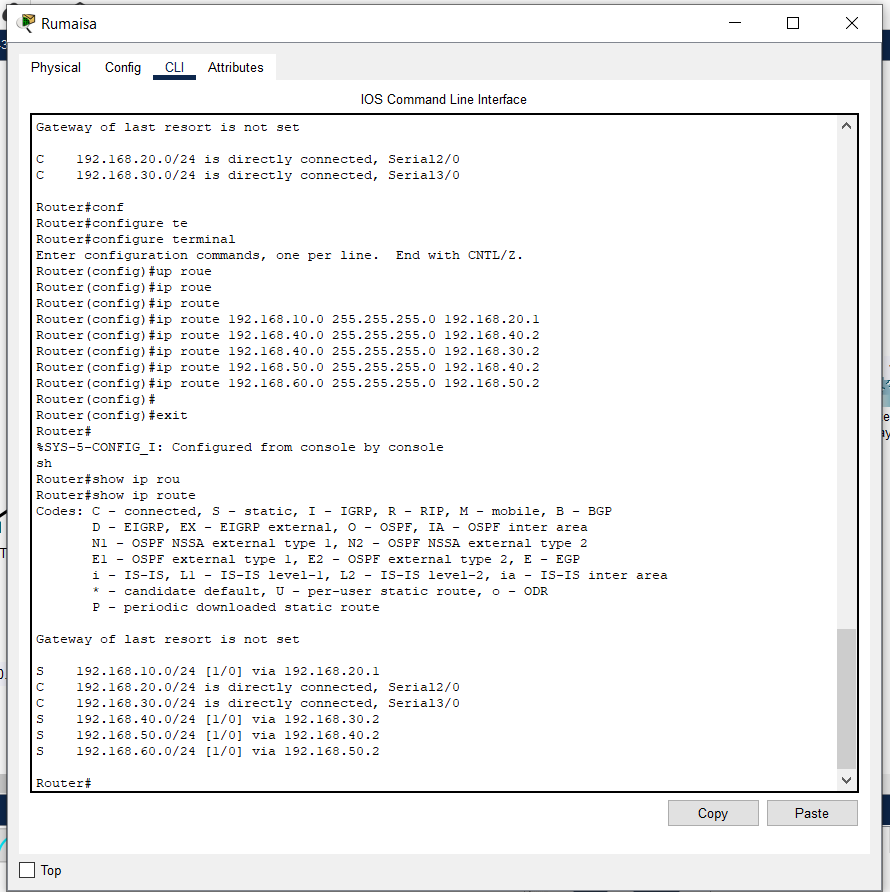 Rumaisa
Physical Config CLI Attributes
IOS Command Line Interface
Gateway of last resort is not set
C    192.168.20.0/24 is directly connected, Serial2/0
C    192.168.30.0/24 is directly connected, Serial3/0
Router#conf
Router#configure te
Router#configure terminal
Enter configuration commands, one per line.  End with CNTL/Z.
Router(config)#up roue
Router(config)#ip roue
Router(config)#ip route
Router(config)#ip route 192.168.10.0 255.255.255.0 192.168.20.1
Router(config)#ip route 192.168.40.0 255.255.255.0 192.168.40.2
Router(config)#ip route 192.168.40.0 255.255.255.0 192.168.30.2
Router(config)#ip route 192.168.50.0 255.255.255.0 192.168.40.2
Router(config)#ip route 192.168.60.0 255.255.255.0 192.168.50.2
Router(config)#
Router(config)#exit
Router#
%SYS-5-CONFIG_I: Configured from console by console
sh
Router#show ip rou
Router#show ip route
Codes: C - connected, S - static, I - IGRP, R - RIP, M - mobile, B - BGP
       D - EIGRP, EX - EIGRP external, O - OSPF, IA - OSPF inter area
       N1 - OSPF NSSA external type 1, N2 - OSPF NSSA external type 2
       E1 - OSPF external type 1, E2 - OSPF external type 2, E - EGP
       i - IS-IS, L1 - IS-IS level-1, L2 - IS-IS level-2, ia - IS-IS inter area
       * - candidate default, U - per-user static route, o - ODR
       P - periodic downloaded static route
Gateway of last resort is not set
S    192.168.10.0/24 [1/0] via 192.168.20.1
C    192.168.20.0/24 is directly connected, Serial2/0
C    192.168.30.0/24 is directly connected, Serial3/0
S    192.168.40.0/24 [1/0] via 192.168.30.2
S    192.168.50.0/24 [1/0] via 192.168.40.2
S    192.168.60.0/24 [1/0] via 192.168.50.2
Router#
Copy Paste
Top